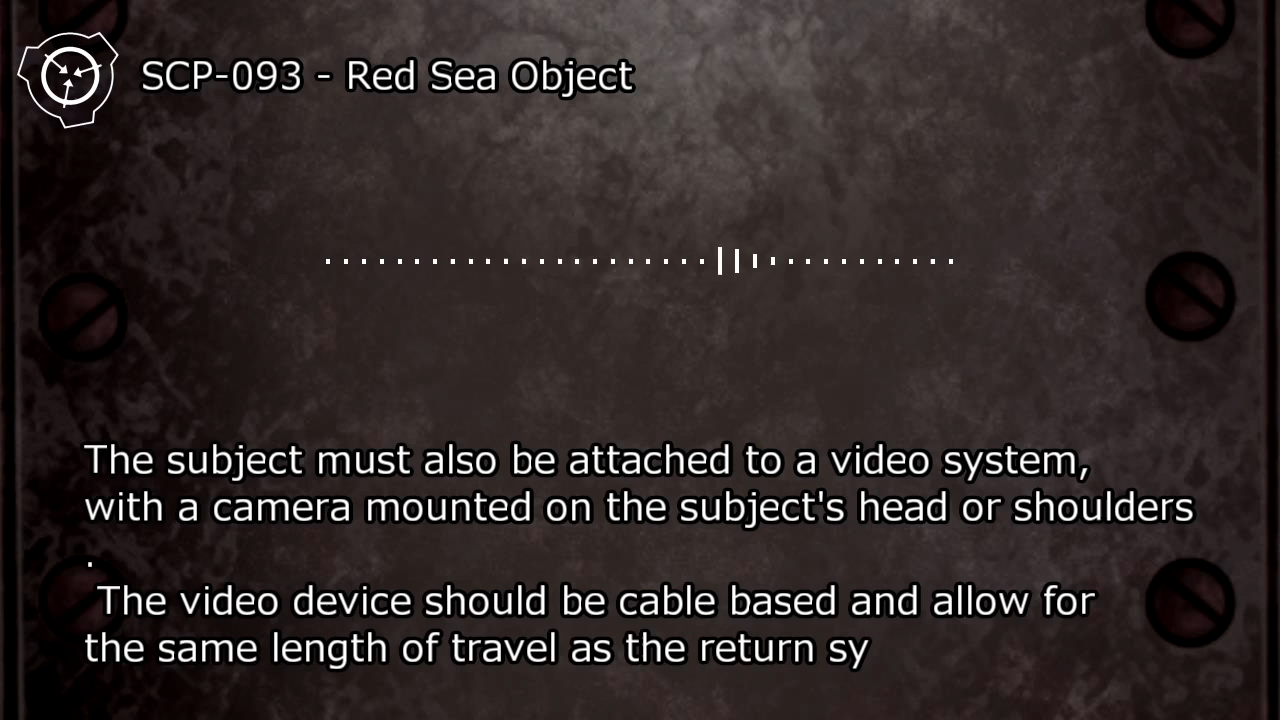 SCP-093 - Red Sea Object
The subject must also be attached to a video system,
with a camera mounted on the subject's head or shoulders
.
The video device should be cable based and allow for
the same length of travel as the return sy